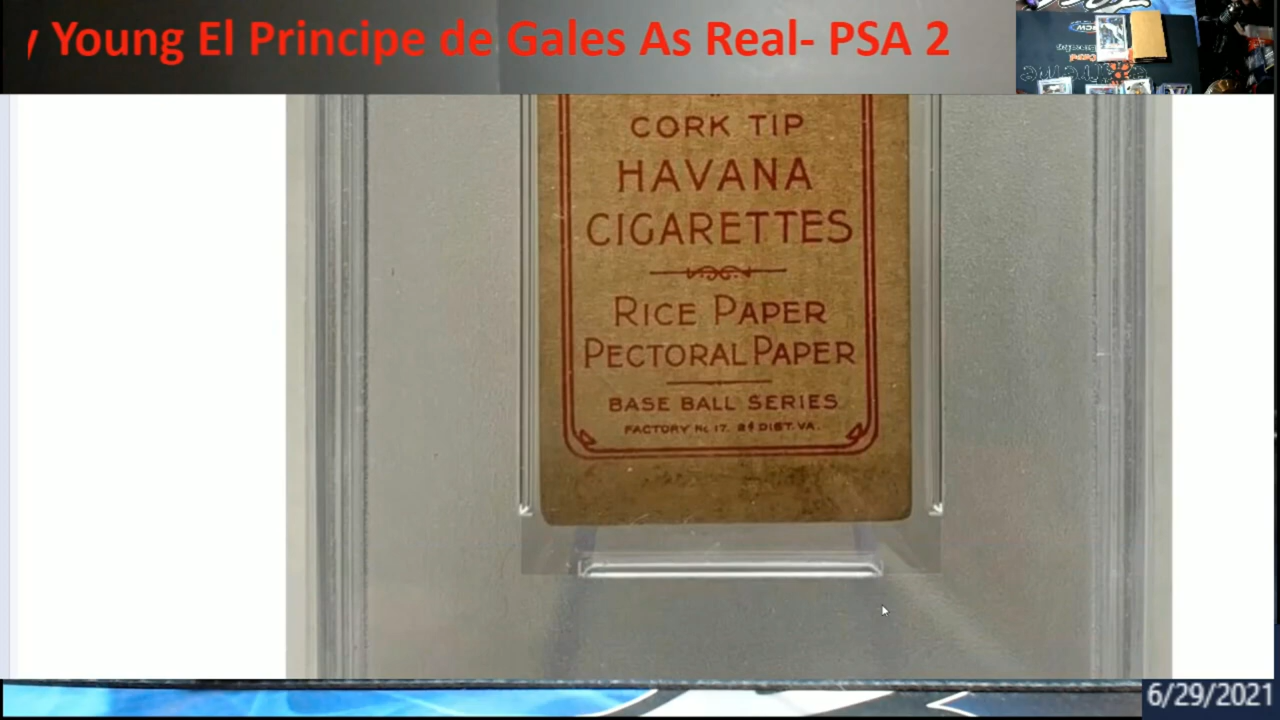 y Young El Principe de Gales As Real- PSA 2
CORK TIP
HAVANA
CIGARETTES
RICE PAPER
PECTORAL PAPER
BASE BALL SERIES
FACTORY No 17. 2d DIST. VA.
6/29/2021